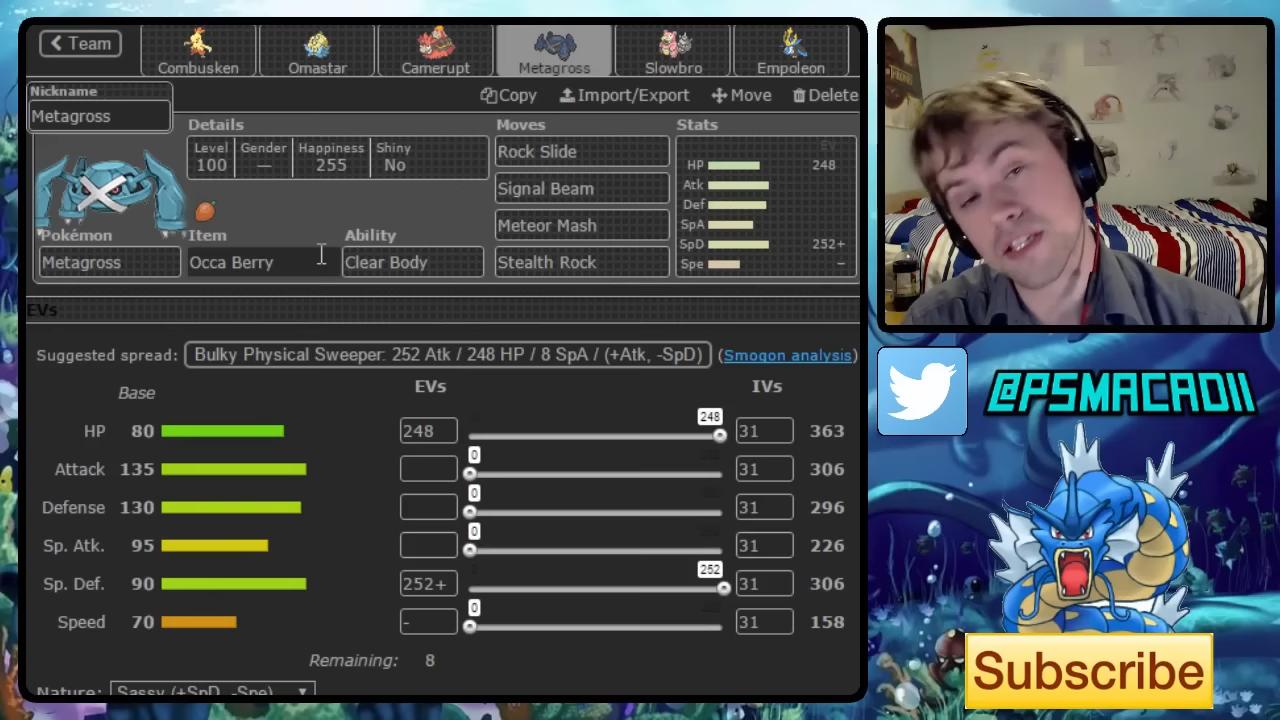 Team
Combusken
Omastar
Camerupt
Metagross
Slowbro
Empoleon
Nickname
Metagross
Copy
Import/Export
Move
Delete
Details
Level
Gender
Happiness
Shiny
100
—
255
No
Pokémon
Metagross
Item
Occa Berry
Ability
Clear Body
Moves
Rock Slide
Signal Beam
Meteor Mash
Stealth Rock
Stats
EV
HP 248
Atk
Def
SpA
SpD 252+
Spe –
EVs
Suggested spread: Bulky Physical Sweeper: 252 Atk / 248 HP / 8 SpA / (+Atk, -SpD) (Smogon analysis)
Base EVs IVs
HP 80 248 248 31 363
Attack 135 0 31 306
Defense 130 0 31 296
Sp. Atk. 95 0 31 226
Sp. Def. 90 252+ 252 31 306
Speed 70 - 0 31 158
Remaining: 8
Nature: Sassy (+SpD, -Spe)
@PSMACADII
Subscribe